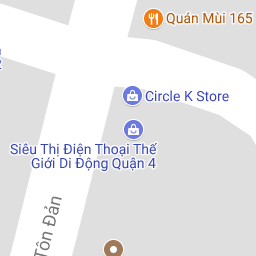 Quán Mùi 165
Circle K Store
Siêu Thị Điện Thoại Thế
Giới Di Động Quận 4
Tôn Đản